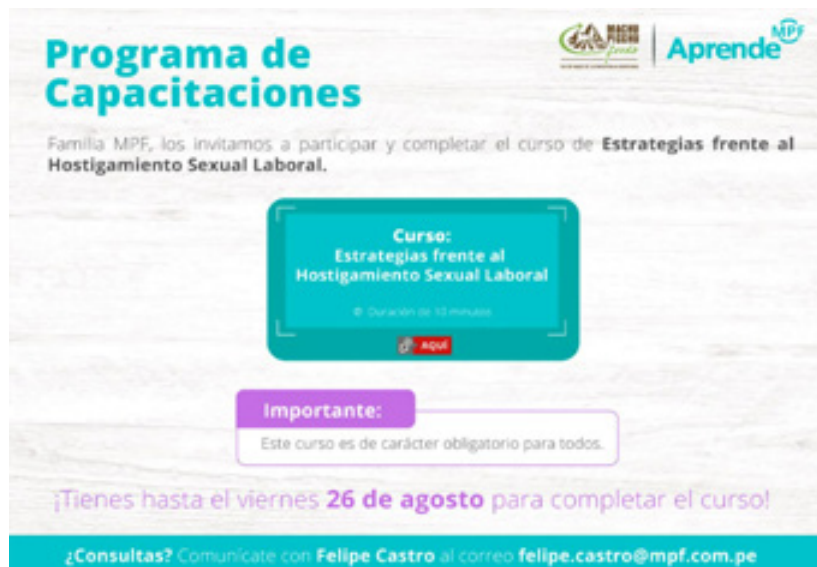 Programa de
Capacitaciones
MACHU
PICCHU
foods
Aprende MPF
Familia MPF, los invitamos a participar y completar el curso de Estrategias frente al
Hostigamiento Sexual Laboral.
Curso:
Estrategias frente al
Hostigamiento Sexual Laboral
Duración de 10 minutos
AQUÍ
Importante:
Este curso es de carácter obligatorio para todos.
¡Tienes hasta el viernes 26 de agosto para completar el curso!
¿Consultas? Comunícate con Felipe Castro al correo felipe.castro@mpf.com.pe